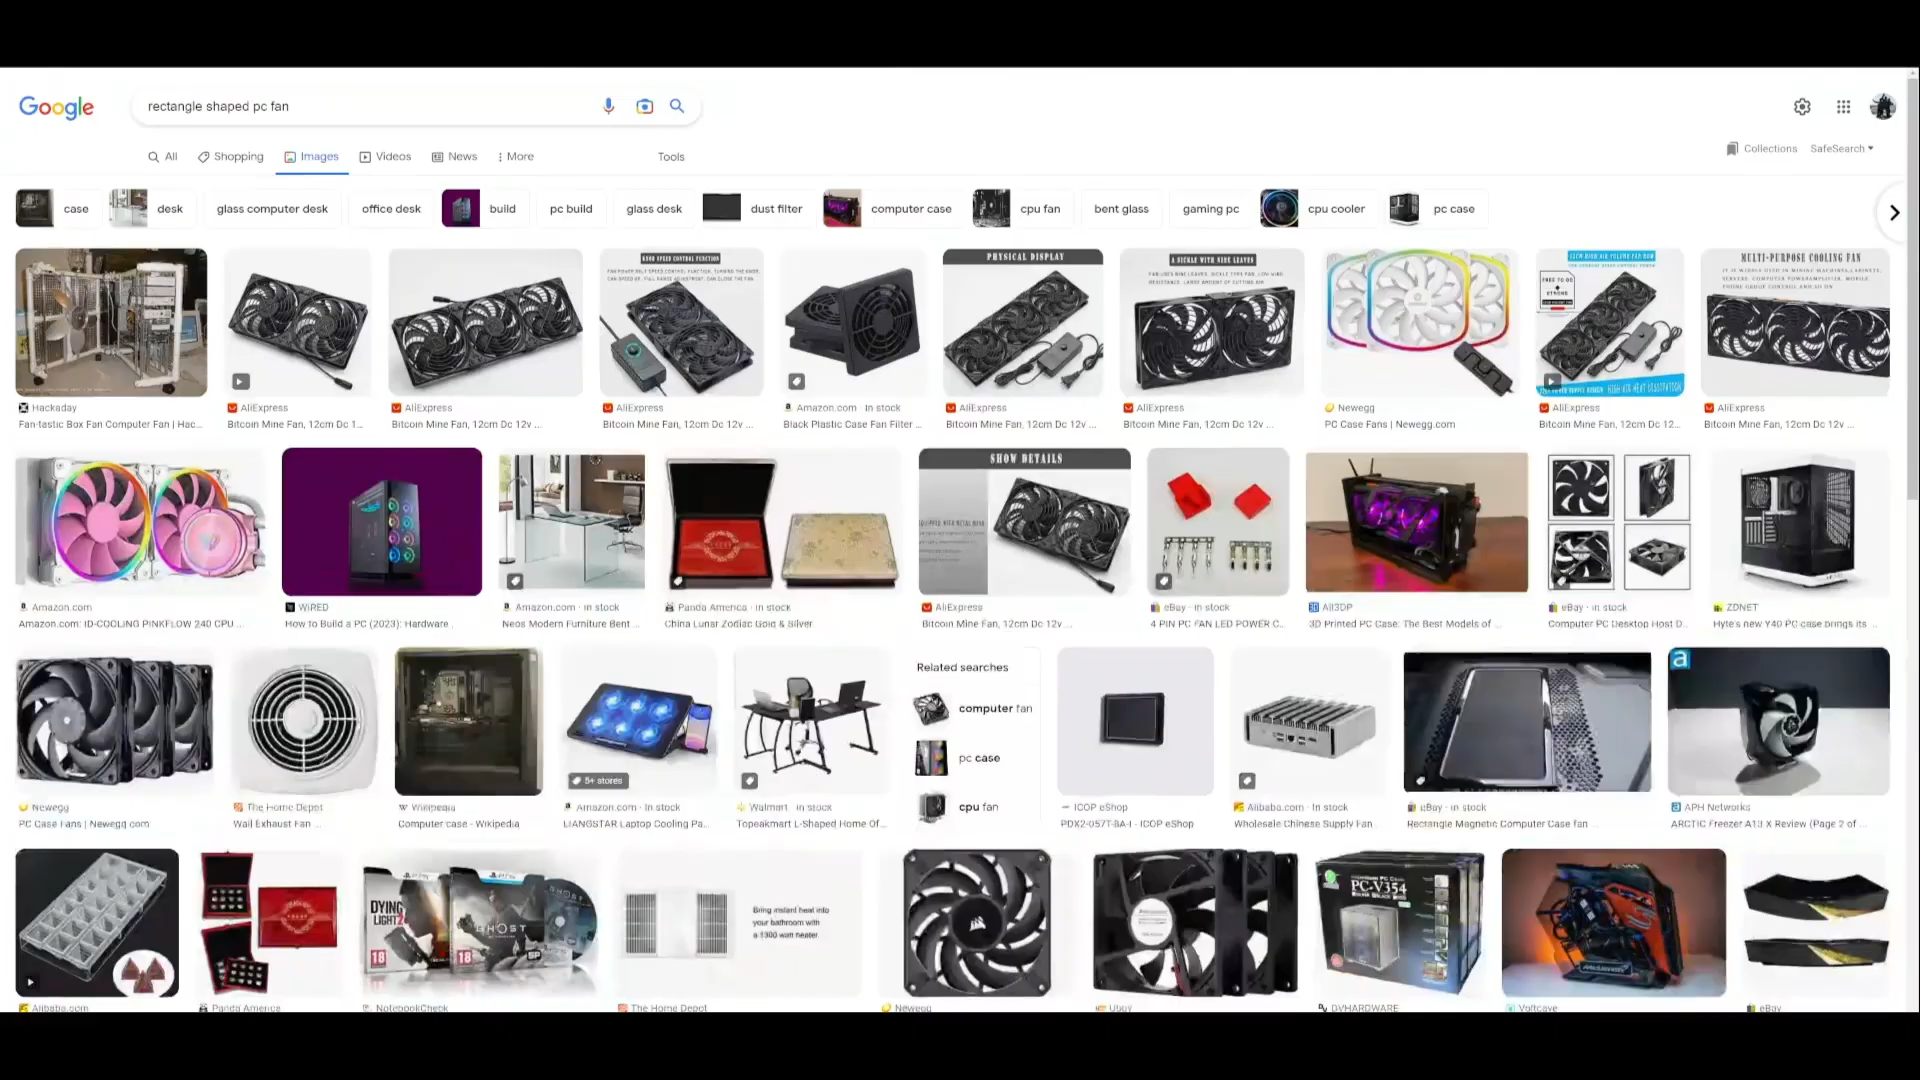 Google
rectangle shaped pc fan
All
Shopping
Images
Videos
News
More
Tools
Collections
SafeSearch
case
desk
glass computer desk
office desk
build
pc build
glass desk
dust filter
computer case
cpu fan
bent glass
gaming pc
cpu cooler
pc case
PHYSICAL DISPLAY
A SICKLE WITH NINE LEAVES
MULTI-PURPOSE COOLING FAN
Hackaday
Fan-tastic Box Fan Computer Fan | Hac...
AliExpress
Bitcoin Mine Fan, 12cm Dc 1...
AliExpress
Bitcoin Mine Fan, 12cm Dc 12v ...
AliExpress
Bitcoin Mine Fan, 12cm Dc 12v ...
Amazon.com · In stock
Black Plastic Case Fan Filter ...
AliExpress
Bitcoin Mine Fan, 12cm Dc 12v ...
AliExpress
Bitcoin Mine Fan, 12cm Dc 12v ...
Newegg
PC Case Fans | Newegg.com
AliExpress
Bitcoin Mine Fan, 12cm Dc 12...
AliExpress
Bitcoin Mine Fan, 12cm Dc 12v ...
SHOW DETAILS
Amazon.com
Amazon.com: ID-COOLING PINKFLOW 240 CPU ...
WIRED
How to Build a PC (2023): Hardware
Amazon.com · In stock
Neos Modern Furniture Bent ...
Panda America · In stock
China Lunar Zodiac Gold & Silver
AliExpress
Bitcoin Mine Fan, 12cm Dc 12v ...
eBay · In stock
4 PIN PC FAN LED POWER C...
All3DP
3D Printed PC Case: The Best Models of ...
eBay · In stock
Computer PC Desktop Host D...
ZDNET
Hyte's new Y40 PC case brings its ...
5+ stores
Related searches
computer fan
pc case
cpu fan
Newegg
PC Case Fans | Newegg.com
The Home Depot
Wall Exhaust Fan ...
Wikipedia
Computer case - Wikipedia
Amazon.com · In stock
LIANGSTAR Laptop Cooling Pa...
Walmart · In stock
Topeakmart L-Shaped Home Of...
ICOP eShop
PDX2-057T-8A-I - ICOP eShop
Alibaba.com · In stock
Wholesale Chinese Supply Fan
eBay · In stock
Rectangle Magnetic Computer Case fan
APH Networks
ARCTIC Freezer A13 X Review (Page 2 of ...
DYING
LIGHT 2
GHOST
18
18
Bring instant heat into
your bathroom with
a 1300 watt heater.
PC-V354
Alibaba.com
Panda America
NotebookCheck
The Home Depot
Newegg
Ubuy
DVHARDWARE
Voltcave
eBay